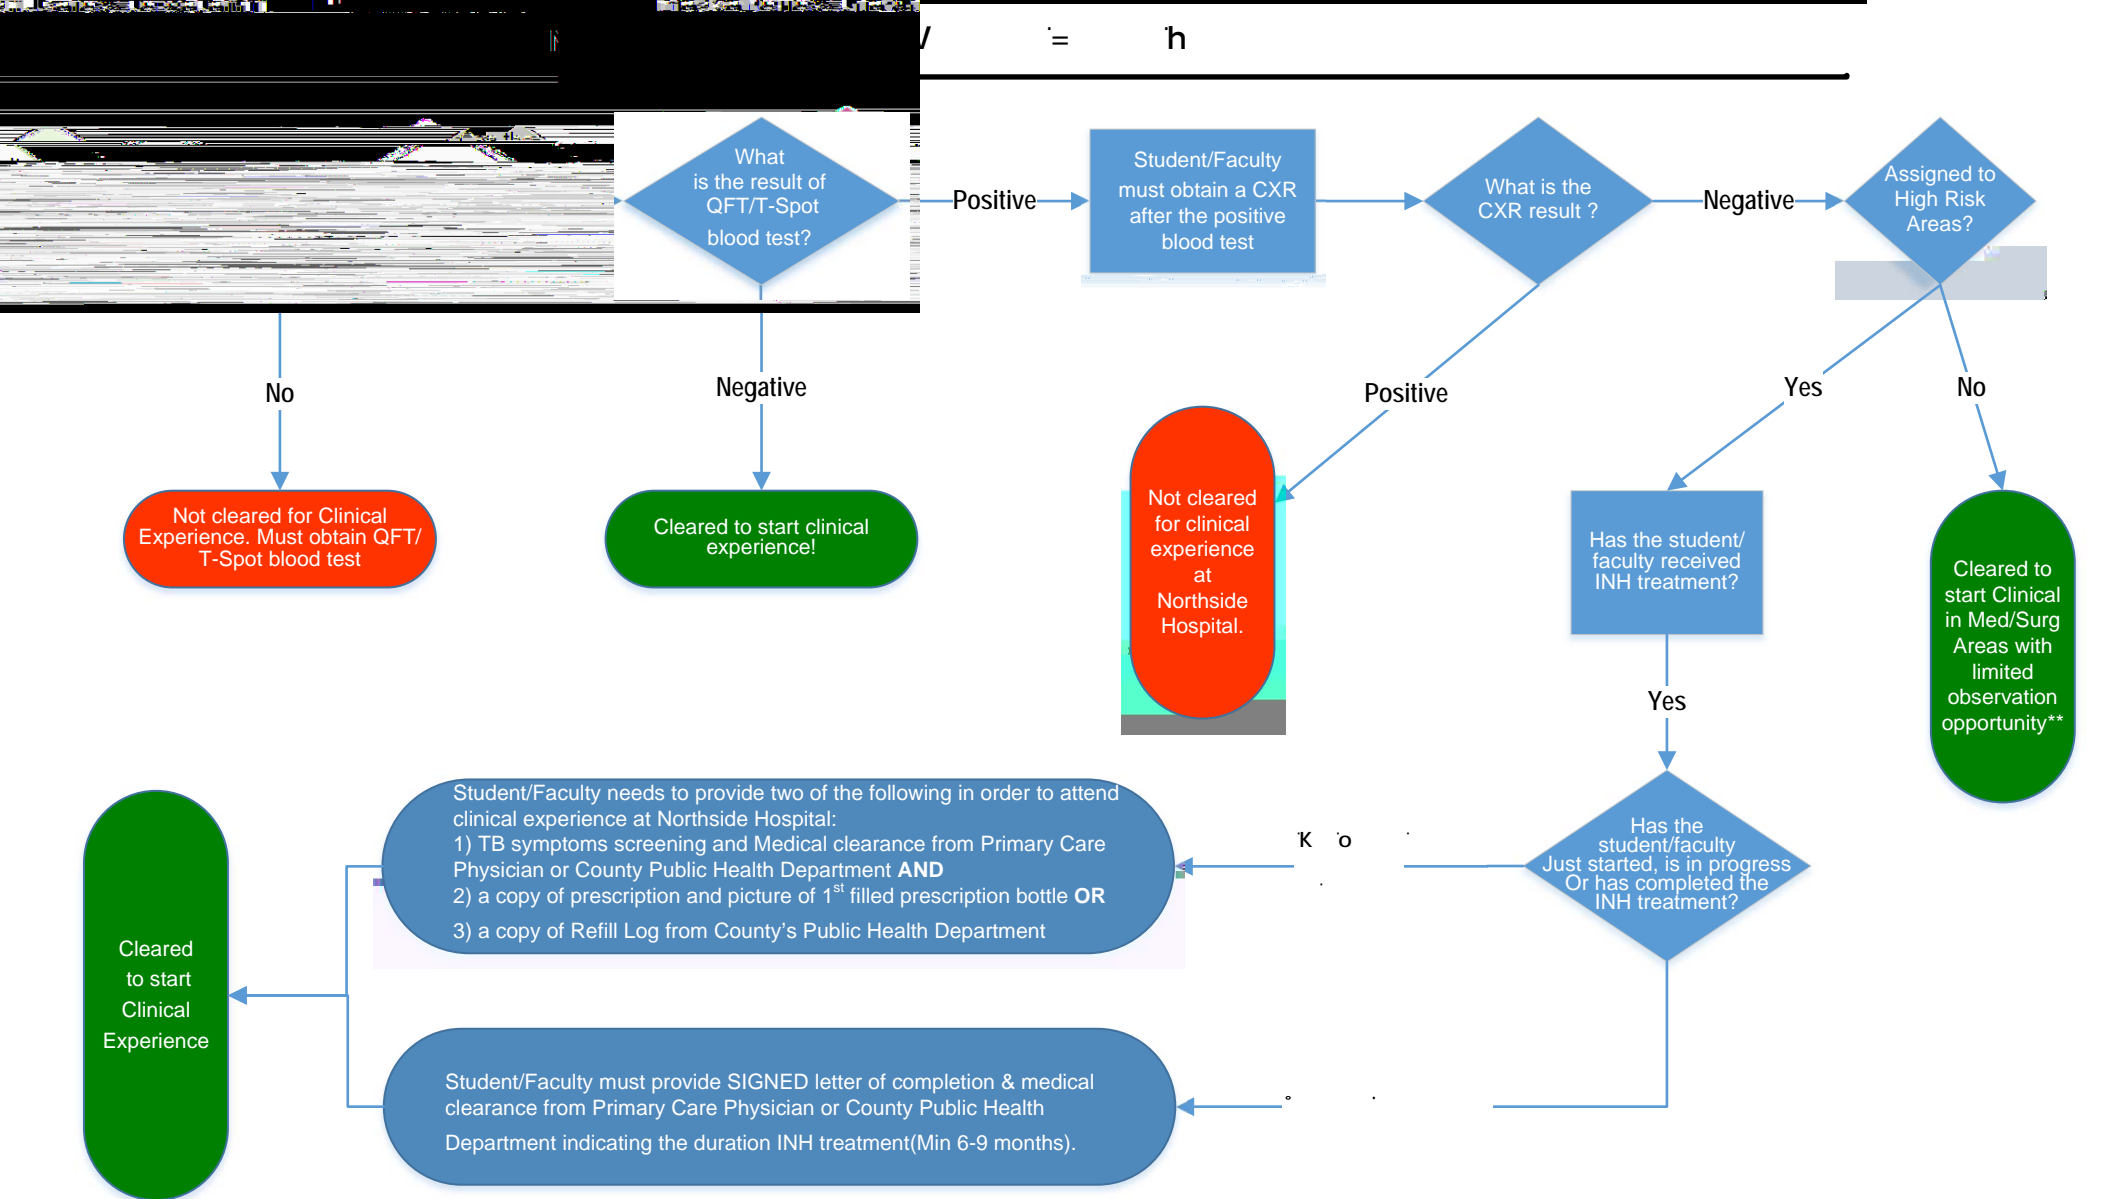 What
is the result of
QFT/T-Spot
blood test?
Positive
Student/Faculty
must obtain a CXR
after the positive
blood test
What is the
CXR result ?
Negative
Assigned to
High Risk
Areas?
No
Negative
Positive
Yes
No
Not cleared for Clinical
Experience. Must obtain QFT/
T-Spot blood test
Cleared to start clinical
experience!
Not cleared
for clinical
experience
at
Northside
Hospital.
Has the student/
faculty received
INH treatment?
Cleared to
start Clinical
in Med/Surg
Areas with
limited
observation
opportunity**
Yes
Student/Faculty needs to provide two of the following in order to attend
clinical experience at Northside Hospital:
1) TB symptoms screening and Medical clearance from Primary Care
Physician or County Public Health Department AND
2) a copy of prescription and picture of 1st filled prescription bottle OR
3) a copy of Refill Log from County’s Public Health Department
Has the
student/faculty
Just started, is in progress
Or has completed the
INH treatment?
Cleared
to start
Clinical
Experience
Student/Faculty must provide SIGNED letter of completion & medical
clearance from Primary Care Physician or County Public Health
Department indicating the duration INH treatment(Min 6-9 months).